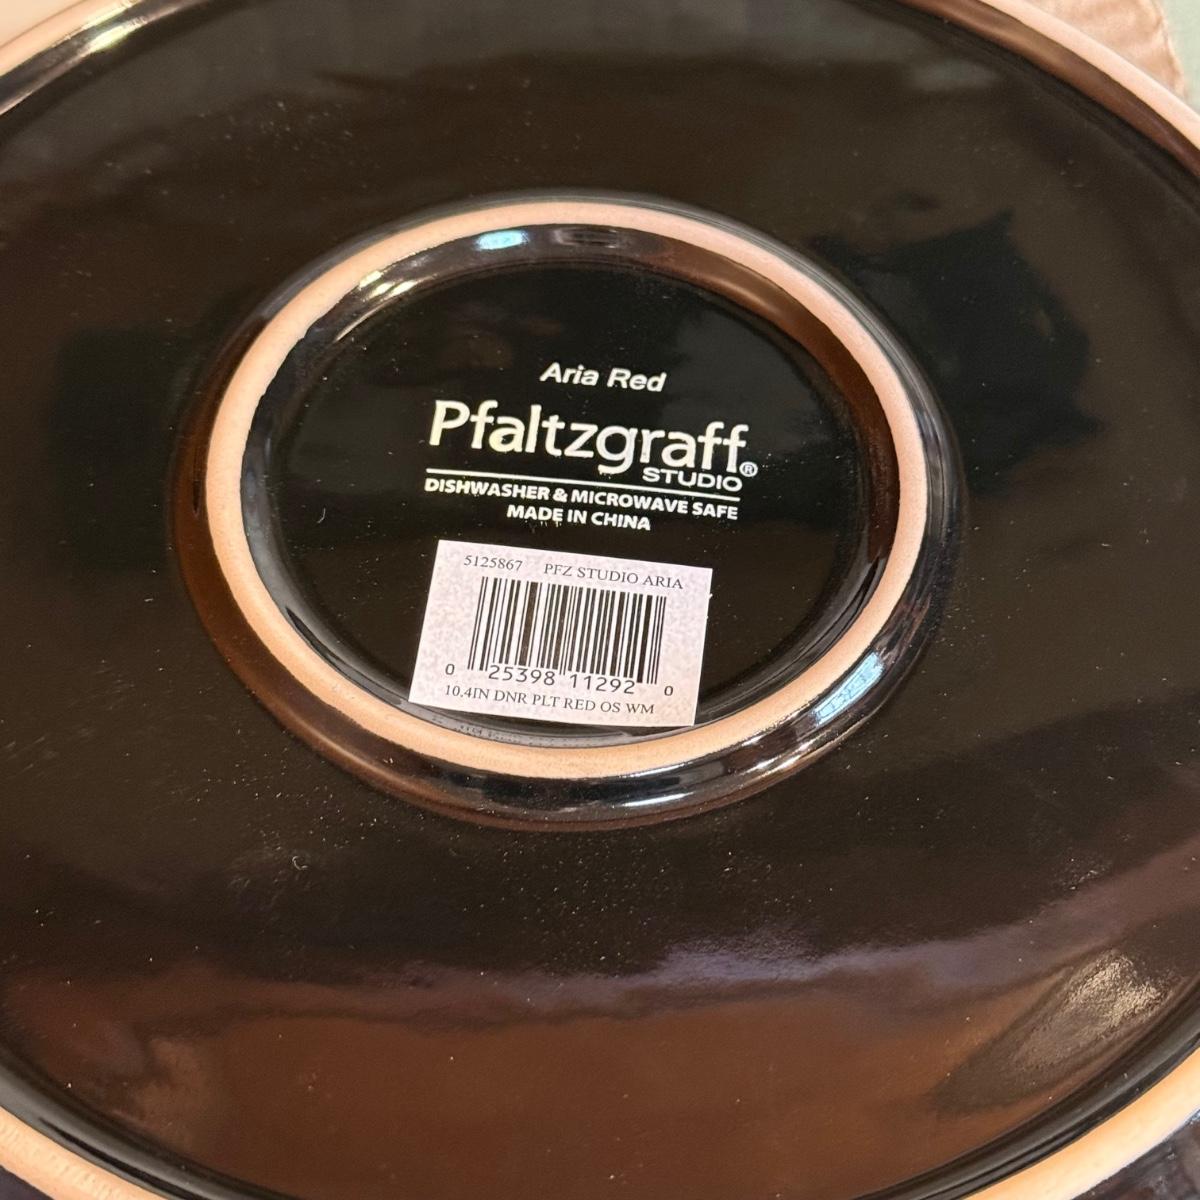 Aria Red
Pfaltzgraff®
STUDIO
DISHWASHER & MICROWAVE SAFE
MADE IN CHINA
5125867 PFZ STUDIO ARIA
0 25398 11292 0
10.4IN DNR PLT RED OS WM